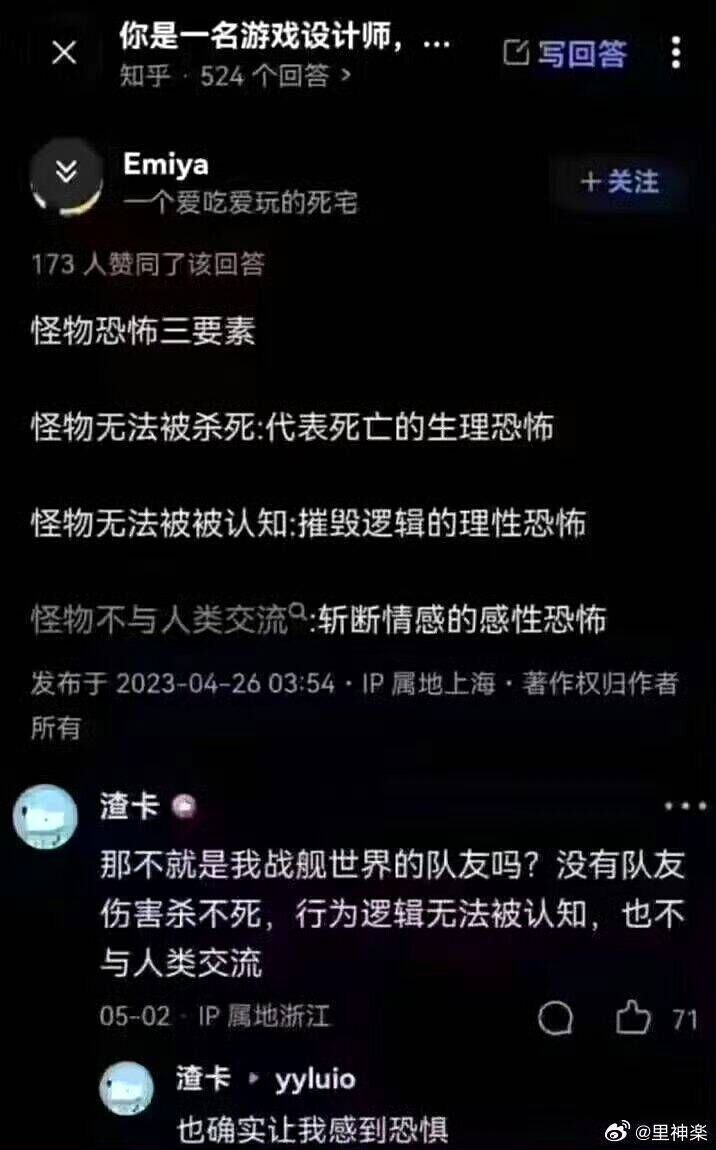 你是一名游戏设计师，...
知乎 · 524 个回答 >
写回答
Emiya
一个爱吃爱玩的死宅
+ 关注
173 人赞同了该回答
怪物恐怖三要素
怪物无法被杀死:代表死亡的生理恐怖
怪物无法被被认知:摧毁逻辑的理性恐怖
怪物不与人类交流:斩断情感的感性恐怖
发布于 2023-04-26 03:54 · IP 属地上海 · 著作权归作者
所有
渣卡
那不就是我战舰世界的队友吗？没有队友
伤害杀不死，行为逻辑无法被认知，也不
与人类交流
05-02 · IP 属地浙江
71
渣卡 ▸ yyluio
也确实让我感到恐惧
@里神楽